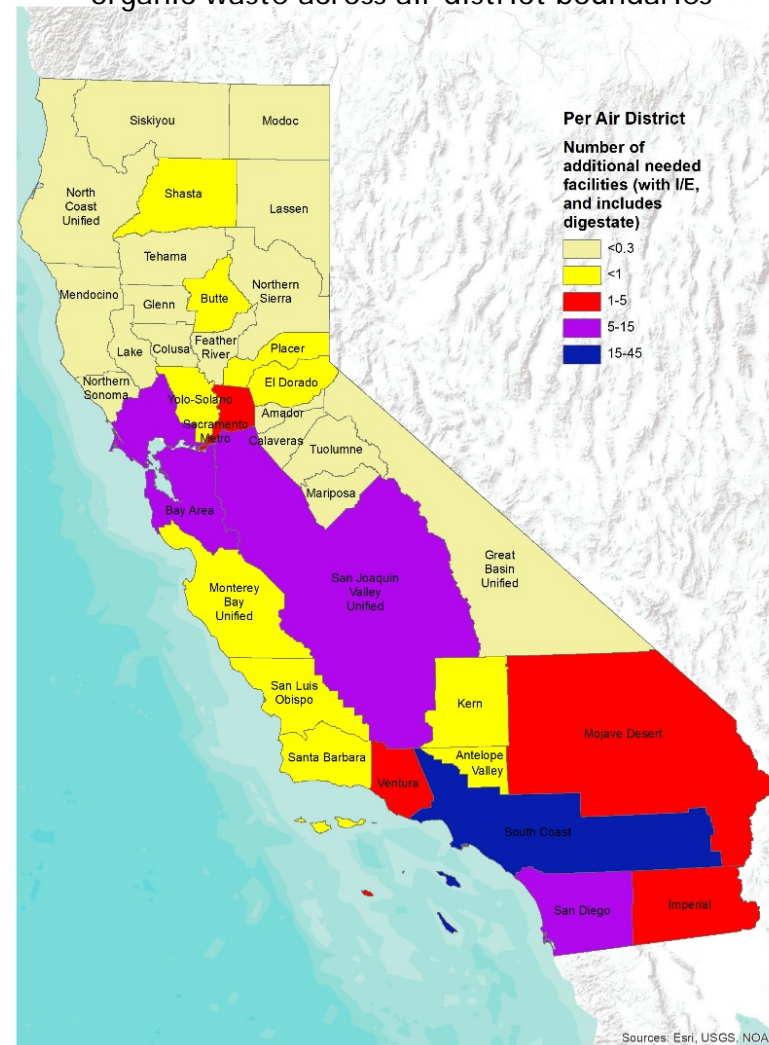 organic waste across air district boundaries
Per Air District
Number of
additional needed
facilities (with I/E,
and includes
digestate)
<0.3
<1
1-5
5-15
15-45
Siskiyou
Modoc
North
Coast
Unified
Shasta
Lassen
Tehama
Mendocino
Glenn
Butte
Northern
Sierra
Lake
Colusa
Feather
River
Placer
El Dorado
Northern
Sonoma
Yolo-Solano
Sacramento
Metro
Amador
Calaveras
Tuolumne
Mariposa
Bay Area
San Joaquin
Valley
Unified
Great
Basin
Unified
Monterey
Bay
Unified
San Luis
Obispo
Kern
Mojave Desert
Santa Barbara
Antelope
Valley
Ventura
South Coast
San Diego
Imperial
Sources: Esri, USGS, NOA